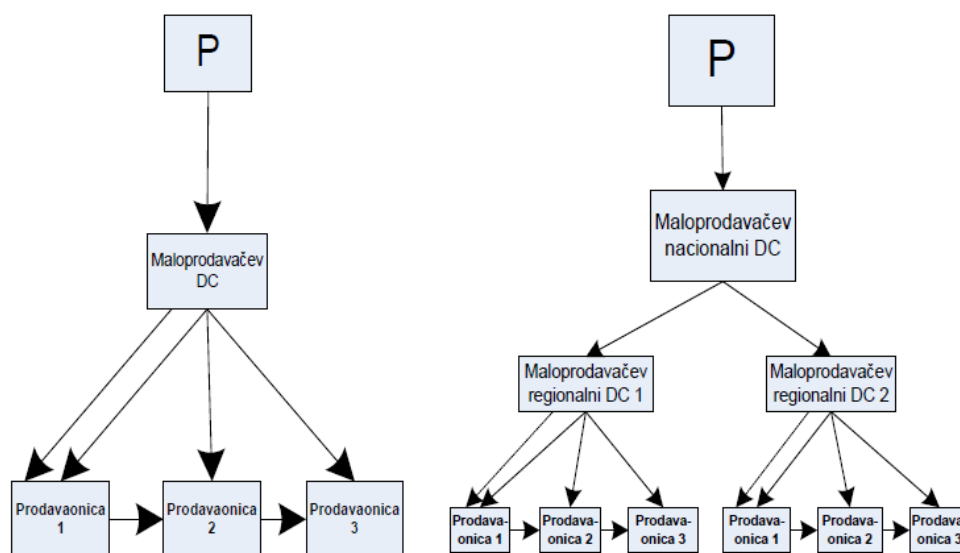 P
Maloprodavačev
DC
Prodavaonica
1
Prodavaonica
2
Prodavaonica
3
P
Maloprodavačev
nacionalni DC
Maloprodavačev
regionalni DC 1
Maloprodavačev
regionalni DC 2
Prodava-
onica 1
Prodava-
onica 2
Prodava-
onica 3
Prodava-
onica 1
Prodava-
onica 2
Prodava-
onica 3